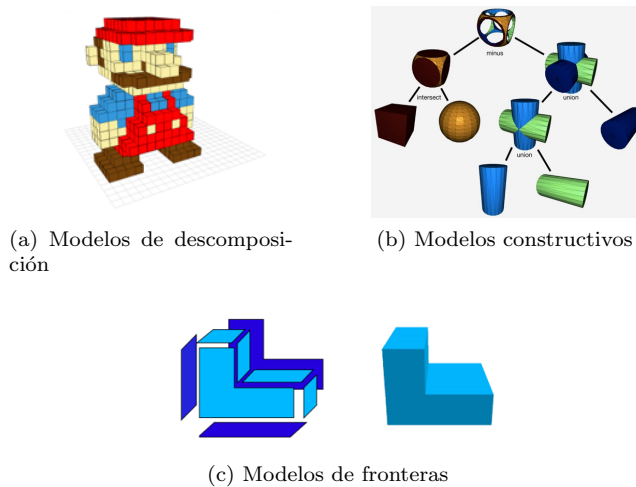 minus
intersect
union
union
(a) Modelos de descomposi-
ción
(b) Modelos constructivos
(c) Modelos de fronteras